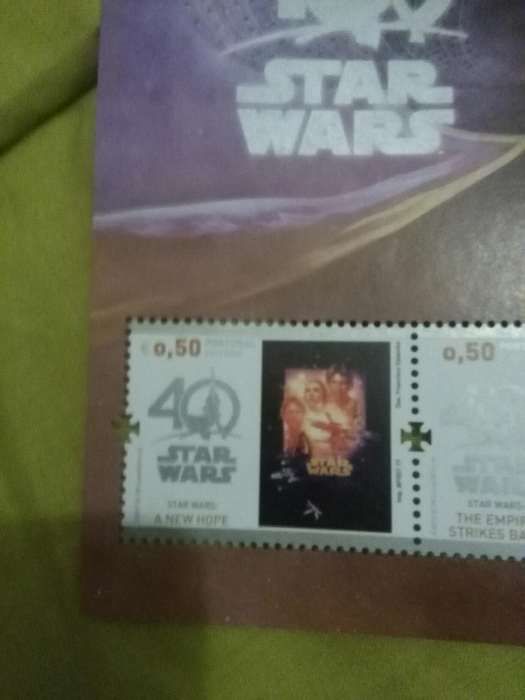 STAR
WARS
€ 0,50 PORTUGAL
40
STAR
WARS
STAR WARS:
A NEW HOPE
STAR
WARS
0,50
STAR WARS:
THE EMPI
STRIKES BA